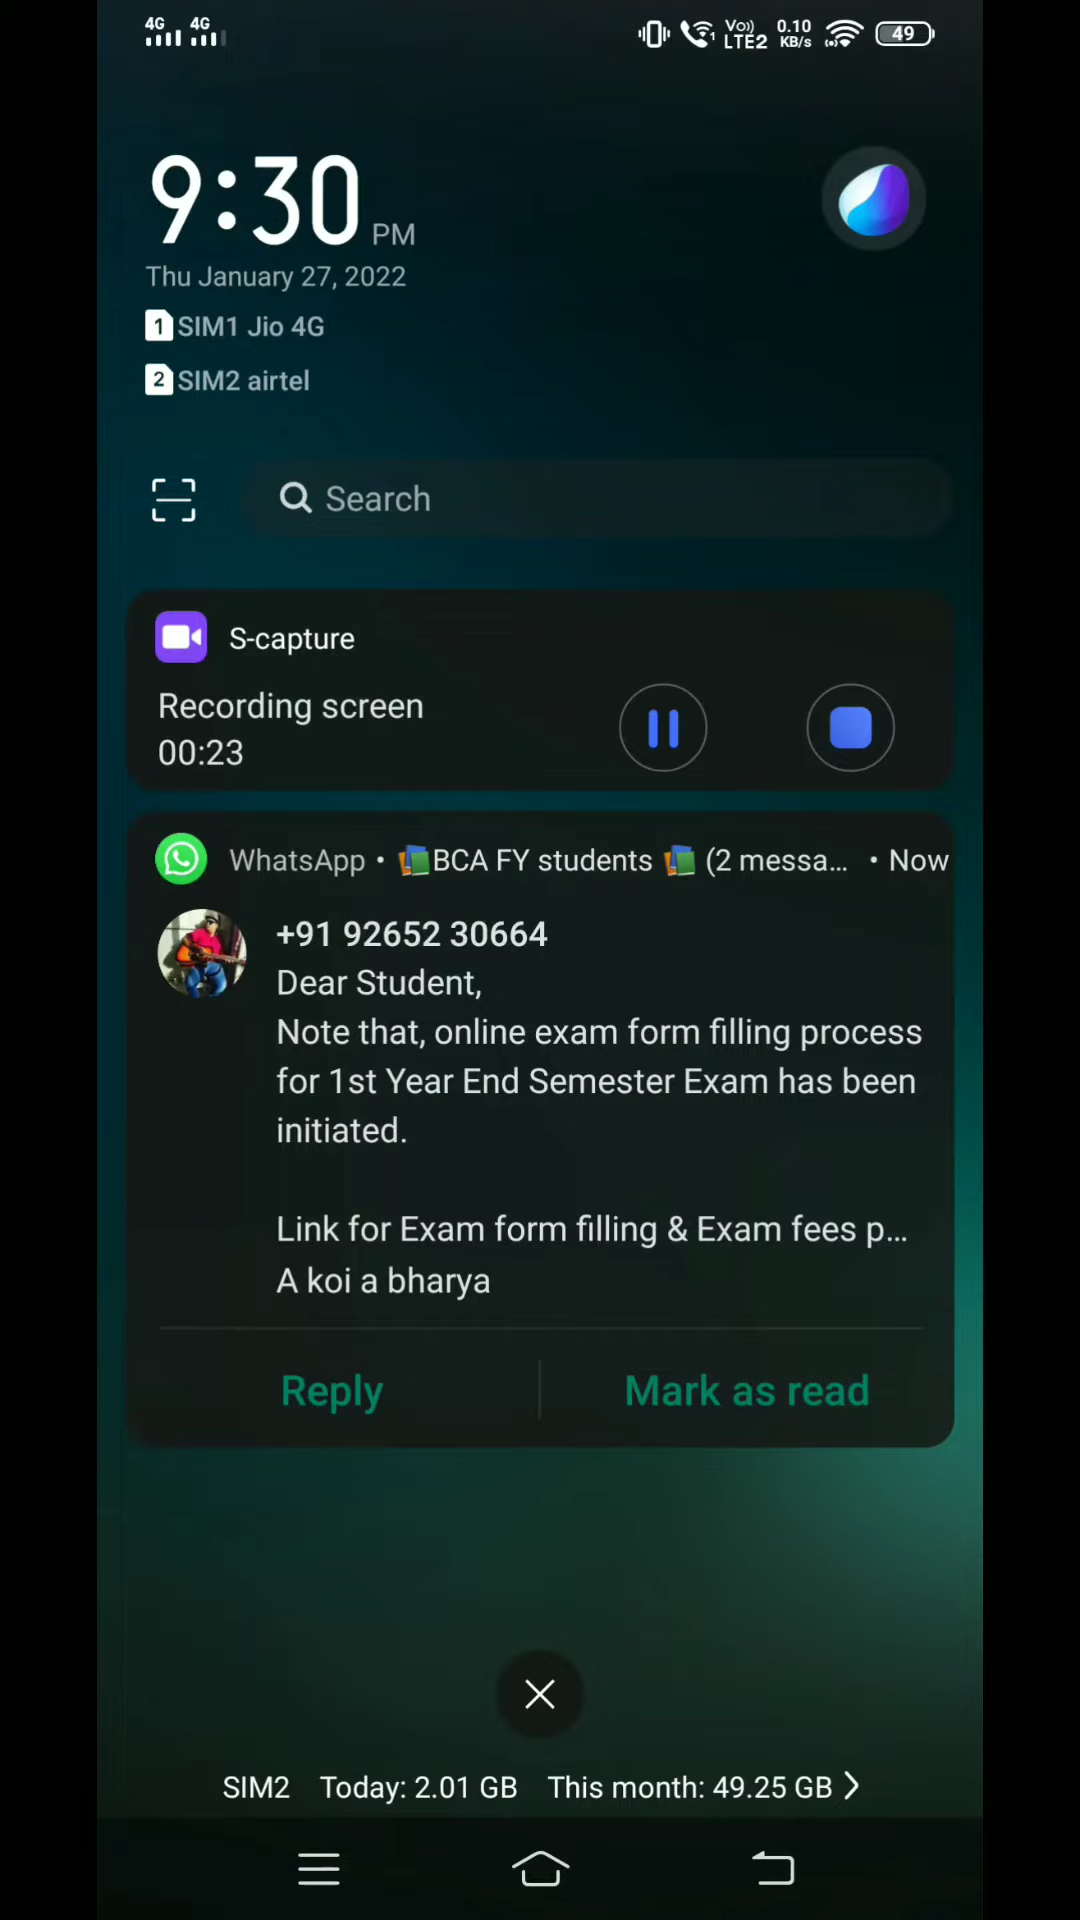 4G 4G
Vo)) LTE2 0.10 KB/s 49
9:30 PM
Thu January 27, 2022
1 SIM1 Jio 4G
2 SIM2 airtel
Search
S-capture
Recording screen
00:23
WhatsApp • 📚BCA FY students 📚 (2 messa... • Now
+91 92652 30664
Dear Student,
Note that, online exam form filling process
for 1st Year End Semester Exam has been
initiated.
Link for Exam form filling & Exam fees p...
A koi a bharya
Reply Mark as read
SIM2 Today: 2.01 GB This month: 49.25 GB